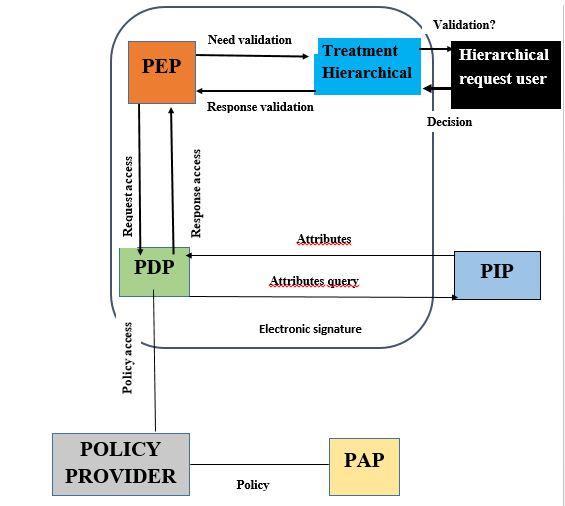 Validation?
Need validation
PEP
Treatment
Hierarchical
Hierarchical
request user
Response validation
Decision
Request access
Response access
Attributes
PDP
PIP
Attributes query
Electronic signature
Policy access
POLICY
PROVIDER
PAP
Policy